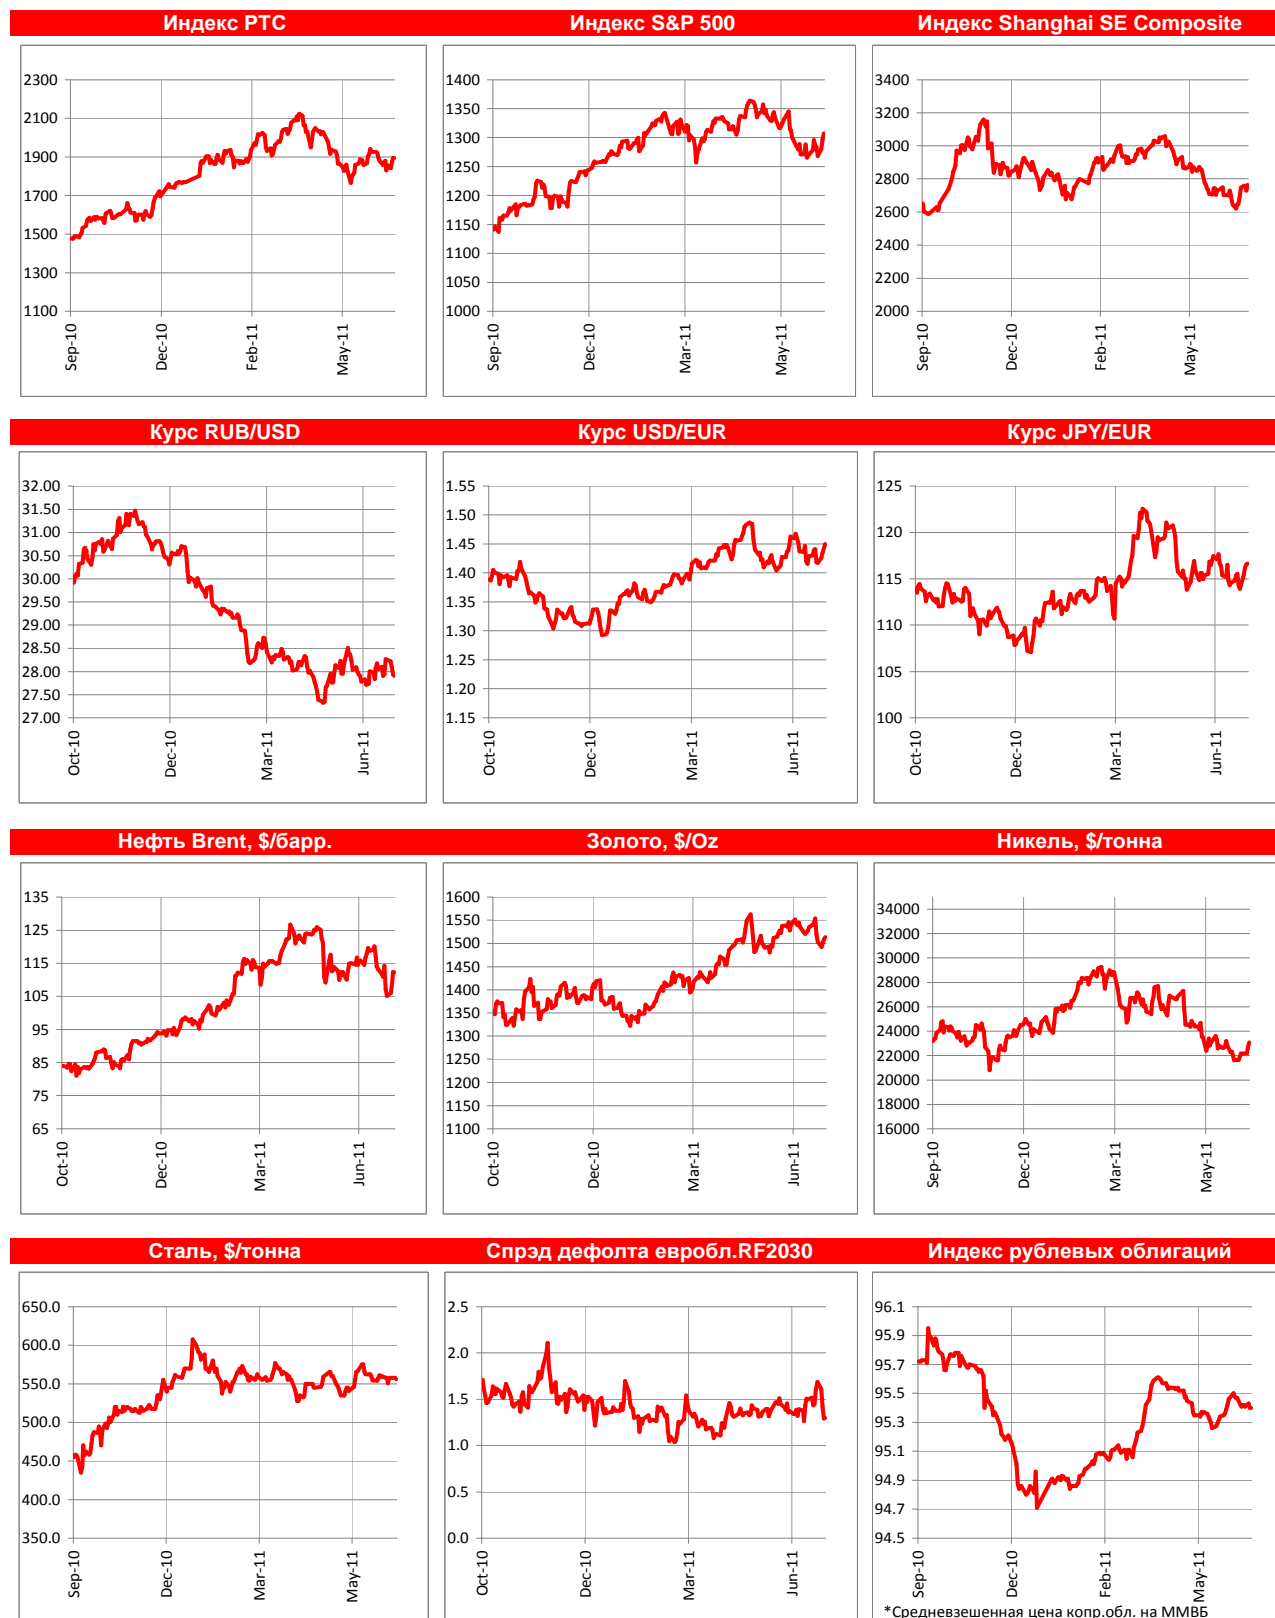 Индекс РТС
Индекс S&P 500
Индекс Shanghai SE Composite
2300
2100
1900
1700
1500
1300
1100
Sep-10
Dec-10
Feb-11
May-11
1400
1350
1300
1250
1200
1150
1100
1050
1000
Sep-10
Dec-10
Mar-11
May-11
3400
3200
3000
2800
2600
2400
2200
2000
Sep-10
Dec-10
Feb-11
May-11
Курс RUB/USD
Курс USD/EUR
Курс JPY/EUR
32.00
31.50
31.00
30.50
30.00
29.50
29.00
28.50
28.00
27.50
27.00
Oct-10
Dec-10
Mar-11
Jun-11
1.55
1.50
1.45
1.40
1.35
1.30
1.25
1.20
1.15
Oct-10
Dec-10
Mar-11
Jun-11
125
120
115
110
105
100
Oct-10
Dec-10
Mar-11
Jun-11
Нефть Brent, $/барр.
Золото, $/Oz
Никель, $/тонна
135
125
115
105
95
85
75
65
Oct-10
Dec-10
Mar-11
Jun-11
1600
1550
1500
1450
1400
1350
1300
1250
1200
1150
1100
Oct-10
Dec-10
Mar-11
Jun-11
34000
32000
30000
28000
26000
24000
22000
20000
18000
16000
Sep-10
Dec-10
Mar-11
May-11
Сталь, $/тонна
Спрэд дефолта евробл.RF2030
Индекс рублевых облигаций
650.0
600.0
550.0
500.0
450.0
400.0
350.0
Sep-10
Dec-10
Mar-11
May-11
2.5
2.0
1.5
1.0
0.5
0.0
Oct-10
Dec-10
Mar-11
Jun-11
96.1
95.9
95.7
95.5
95.3
95.1
94.9
94.7
94.5
Sep-10
Dec-10
Feb-11
May-11
*Средневзешенная цена копр.обл. на ММВБ